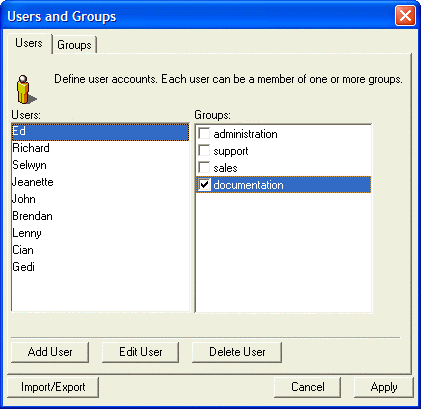 Users and Groups
Users Groups
Define user accounts. Each user can be a member of one or more groups.
Users: Groups:
Ed
Richard
Selwyn
Jeanette
John
Brendan
Lenny
Cian
Gedi
administration
support
sales
documentation
Add User Edit User Delete User
Import/Export Cancel Apply